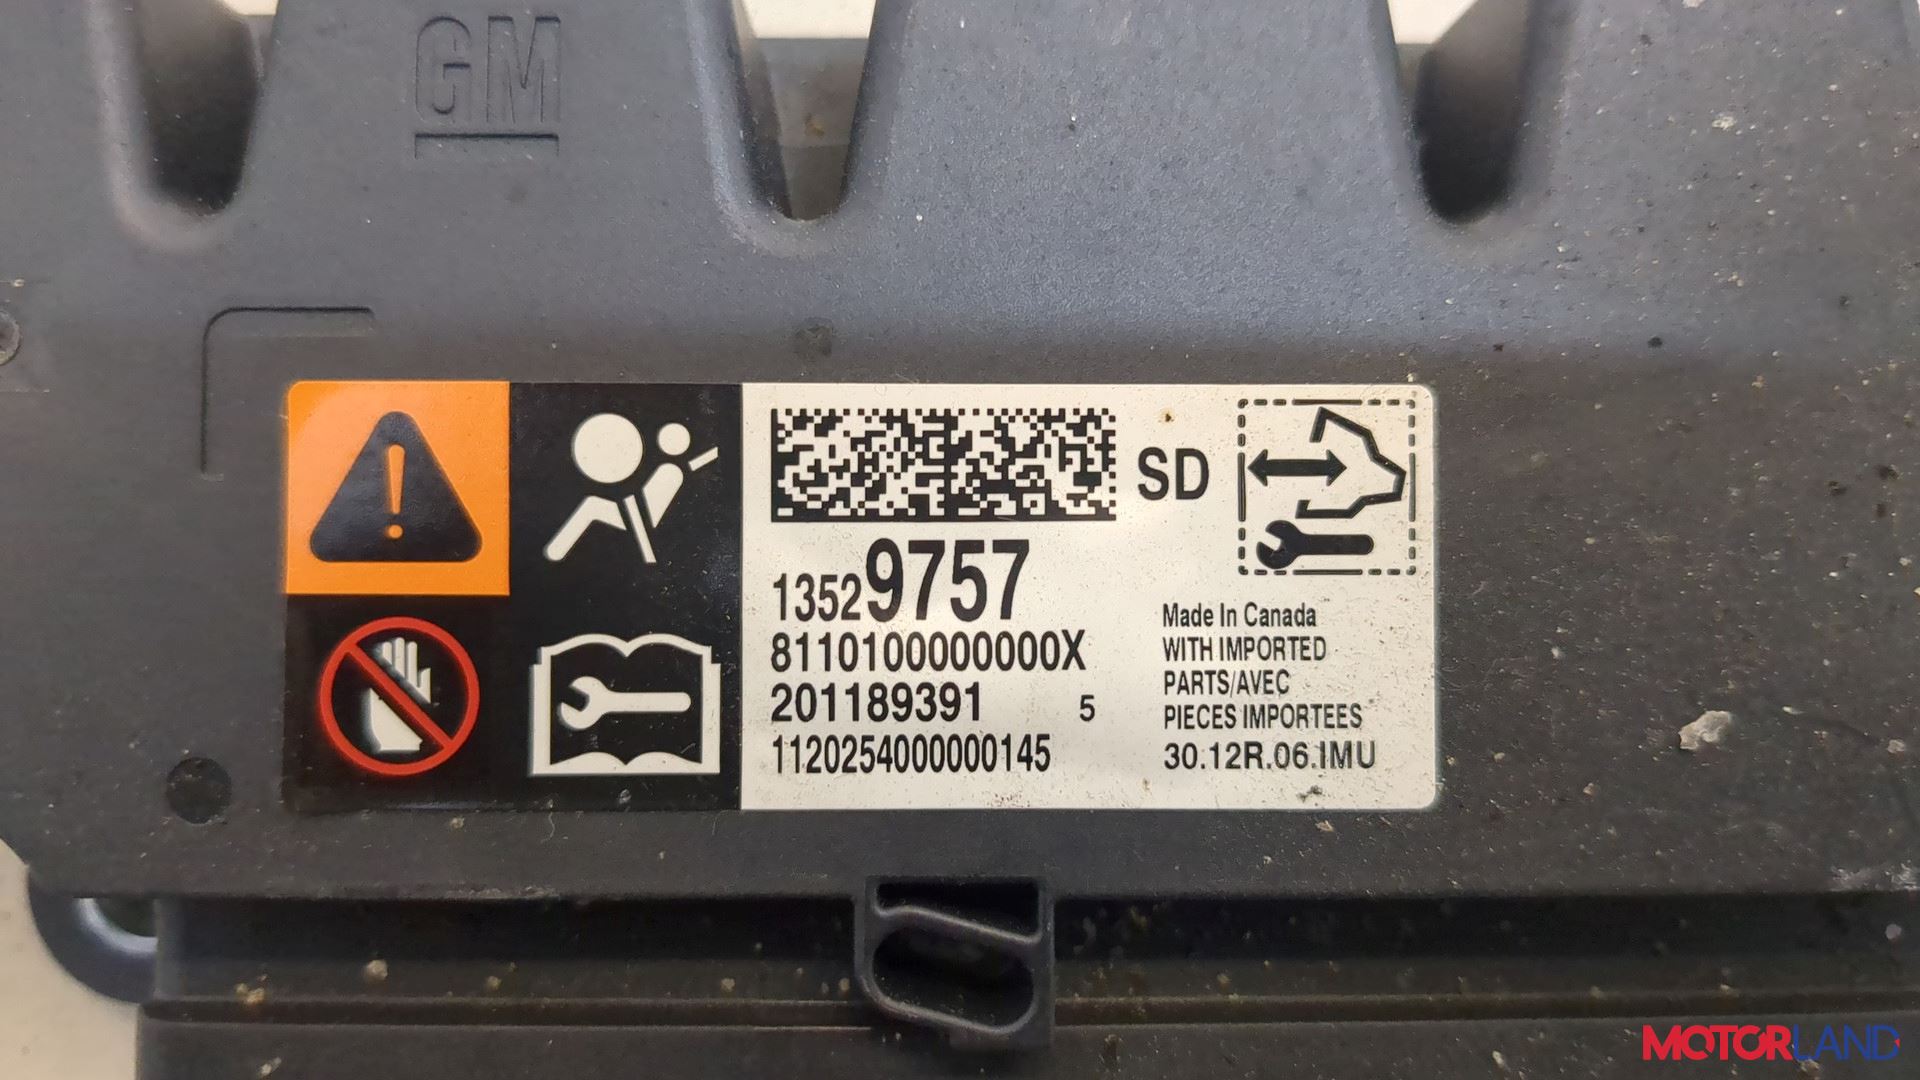 GM
SD
13529757
8110100000000X
201189391 5
1120254000000145
Made In Canada
WITH IMPORTED
PARTS/AVEC
PIECES IMPORTEES
30.12R.06.IMU
MOTORLAND